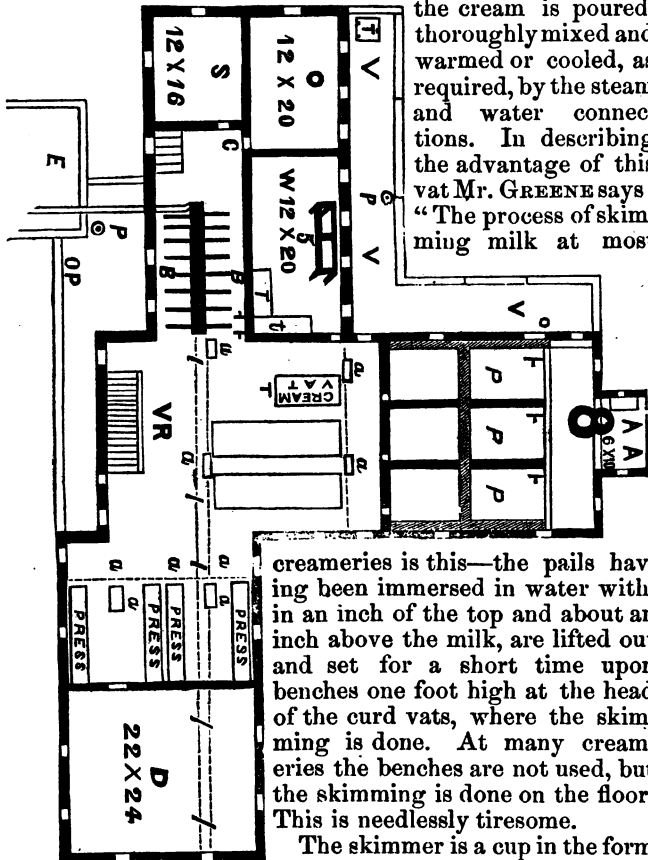 the cream is poured
thoroughly mixed and
warmed or cooled, as
required, by the steam
and water connec
tions. In describing
the advantage of this
vat Mr. GREENE says
“The process of skim
ming milk at most
creameries is this—the pails hav
ing been immersed in water with
in an inch of the top and about an
inch above the milk, are lifted out
and set for a short time upon
benches one foot high at the head
of the curd vats, where the skim
ming is done. At many cream
eries the benches are not used, but
the skimming is done on the floor
This is needlessly tiresome.
The skimmer is a cup in the form
S
12 X 16
O
12 X 20
T
V
C
W 12 X 20
5
P
V
E
P
OP
B
B
T
t
V
o
a
a
CREAM
VAT
T
VR
a
a
F
P
F
P
F
P
8
6 X 10
A A
a
a
a
a
a
PRESS
PRESS
PRESS
PRESS
D
22 X 24